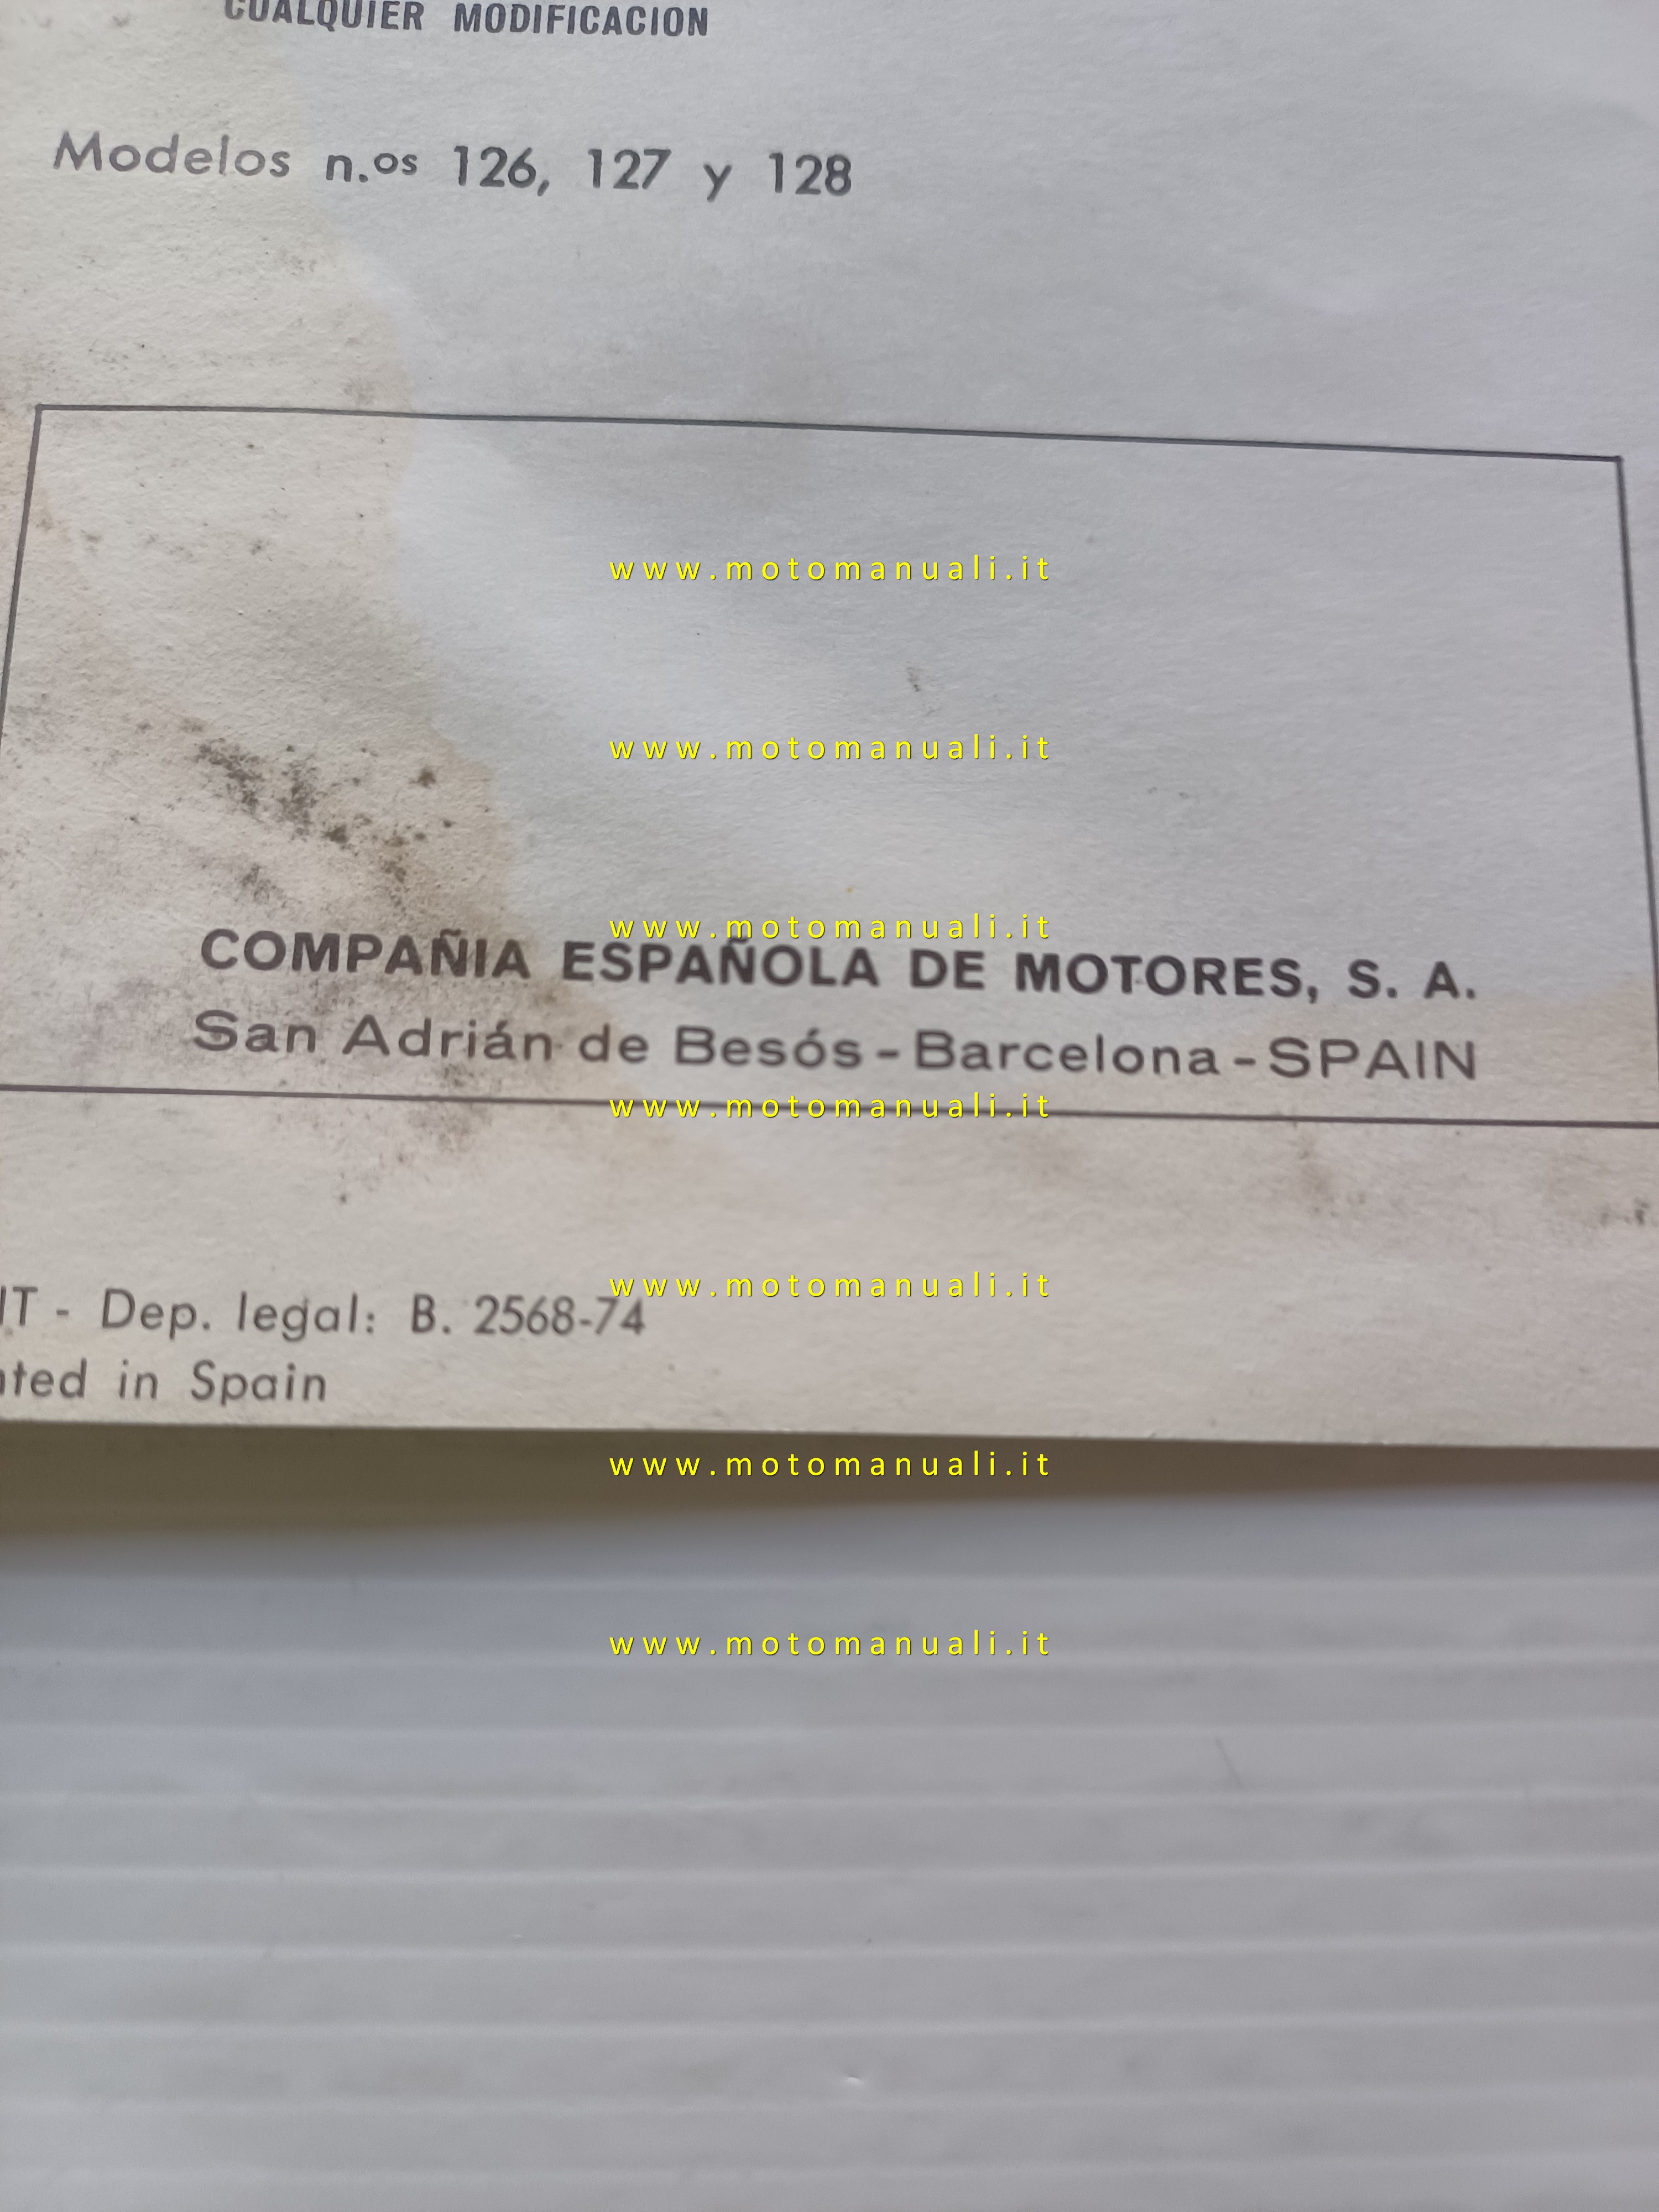 CUALQUIER MODIFICACION
Modelos n.os 126, 127 y 128
www.motomanuali.it
www.motomanuali.it
www.motomanuali.it
COMPAÑIA ESPAÑOLA DE MOTORES, S. A.
San Adrián de Besós - Barcelona - SPAIN
www.motomanuali.it
www.motomanuali.it
IT - Dep. legal: B. 2568-74
ted in Spain
www.motomanuali.it
www.motomanuali.it